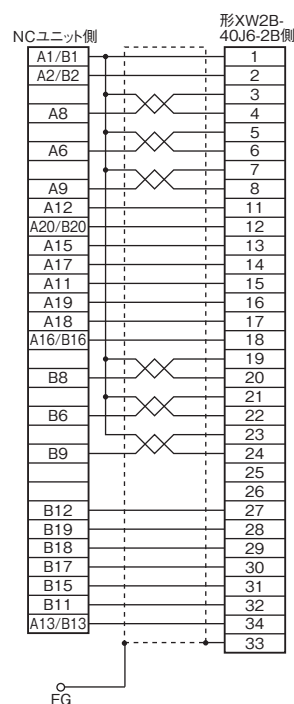 NCユニット側
形XW2B-
40J6-2B側
A1/B1 1
A2/B2 2
3
A8 4
5
A6 6
7
A9 8
A12 11
A20/B20 12
A15 13
A17 14
A11 15
A19 16
A18 17
A16/B16 18
19
B8 20
21
B6 22
23
B9 24
25
26
B12 27
B19 28
B18 29
B17 30
B15 31
B11 32
A13/B13 34
33
FG